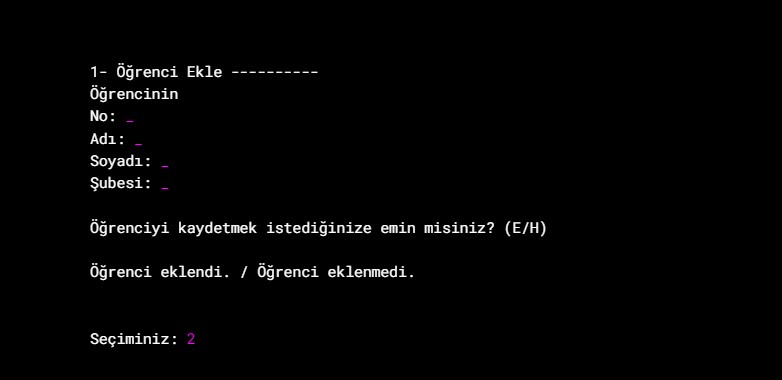 1- Öğrenci Ekle ----------
Öğrencinin
No: _
Adı: _
Soyadı: _
Şubesi: _
Öğrenciyi kaydetmek istediğinize emin misiniz? (E/H)
Öğrenci eklendi. / Öğrenci eklenmedi.
Seçiminiz: 2